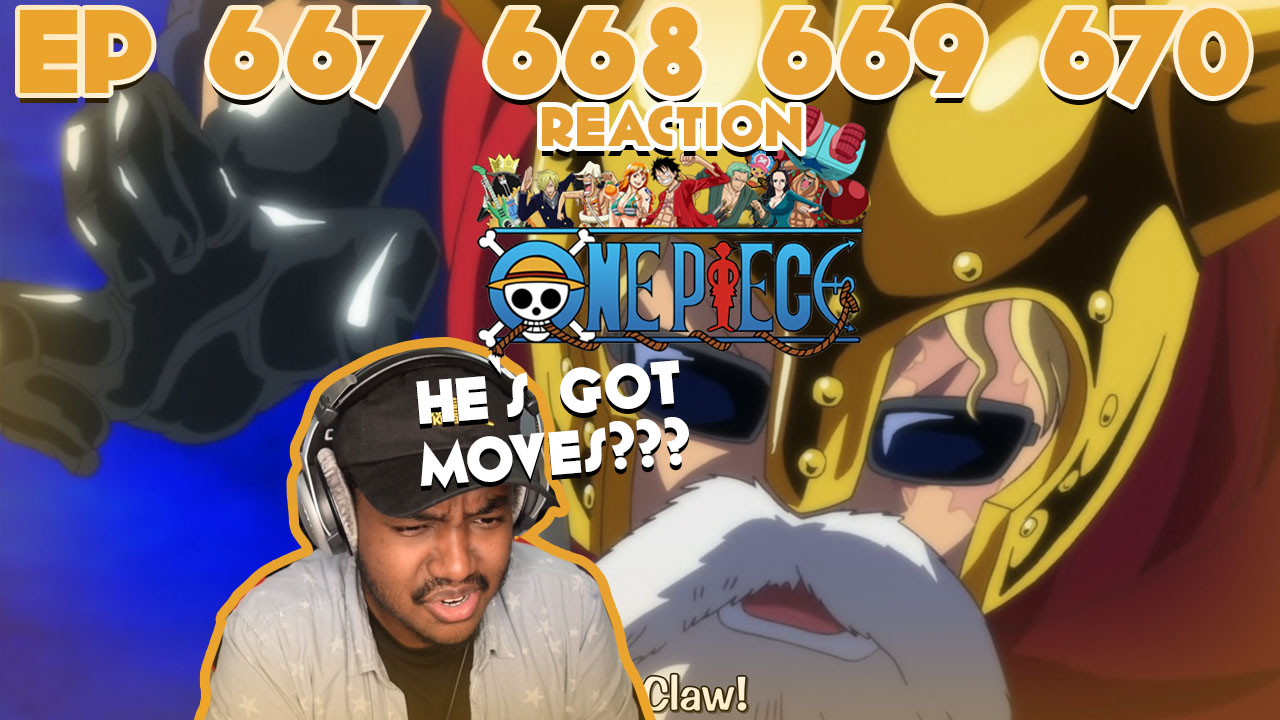 EP 667 668 669 670
REACTION
ONE PIECE
HE'S GOT
MOVES???
Claw!